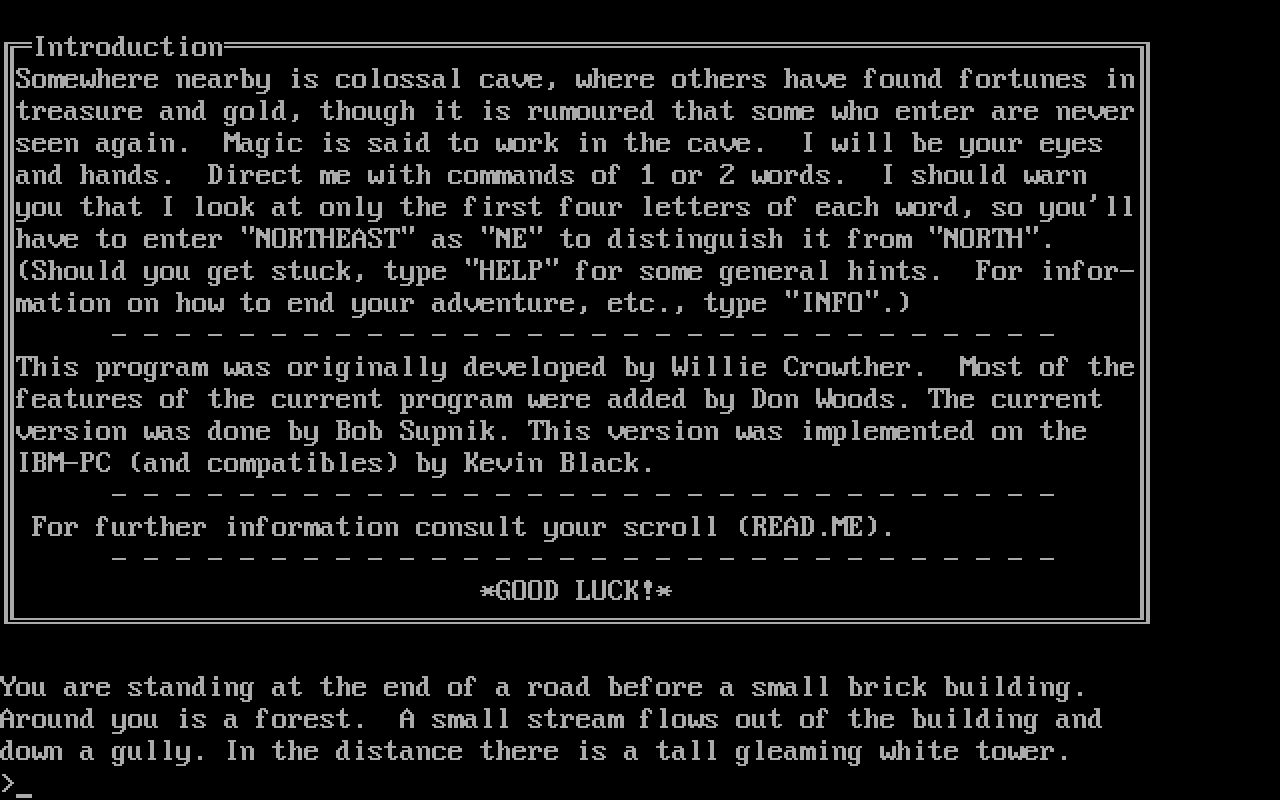 Introduction
Somewhere nearby is colossal cave, where others have found fortunes in
treasure and gold, though it is rumoured that some who enter are never
seen again.  Magic is said to work in the cave.  I will be your eyes
and hands.  Direct me with commands of 1 or 2 words.  I should warn
you that I look at only the first four letters of each word, so you'll
have to enter "NORTHEAST" as "NE" to distinguish it from "NORTH".
(Should you get stuck, type "HELP" for some general hints.  For infor-
mation on how to end your adventure, etc., type "INFO".)
- - - - - - - - - - - - - - - - - - - - - - - - - - - - - -
This program was originally developed by Willie Crowther.  Most of the
features of the current program were added by Don Woods. The current
version was done by Bob Supnik. This version was implemented on the
IBM-PC (and compatibles) by Kevin Black.
- - - - - - - - - - - - - - - - - - - - - - - - - - - - - -
For further information consult your scroll (READ.ME).
- - - - - - - - - - - - - - - - - - - - - - - - - - - - - -
*GOOD LUCK!*
You are standing at the end of a road before a small brick building.
Around you is a forest.  A small stream flows out of the building and
down a gully. In the distance there is a tall gleaming white tower.
>_